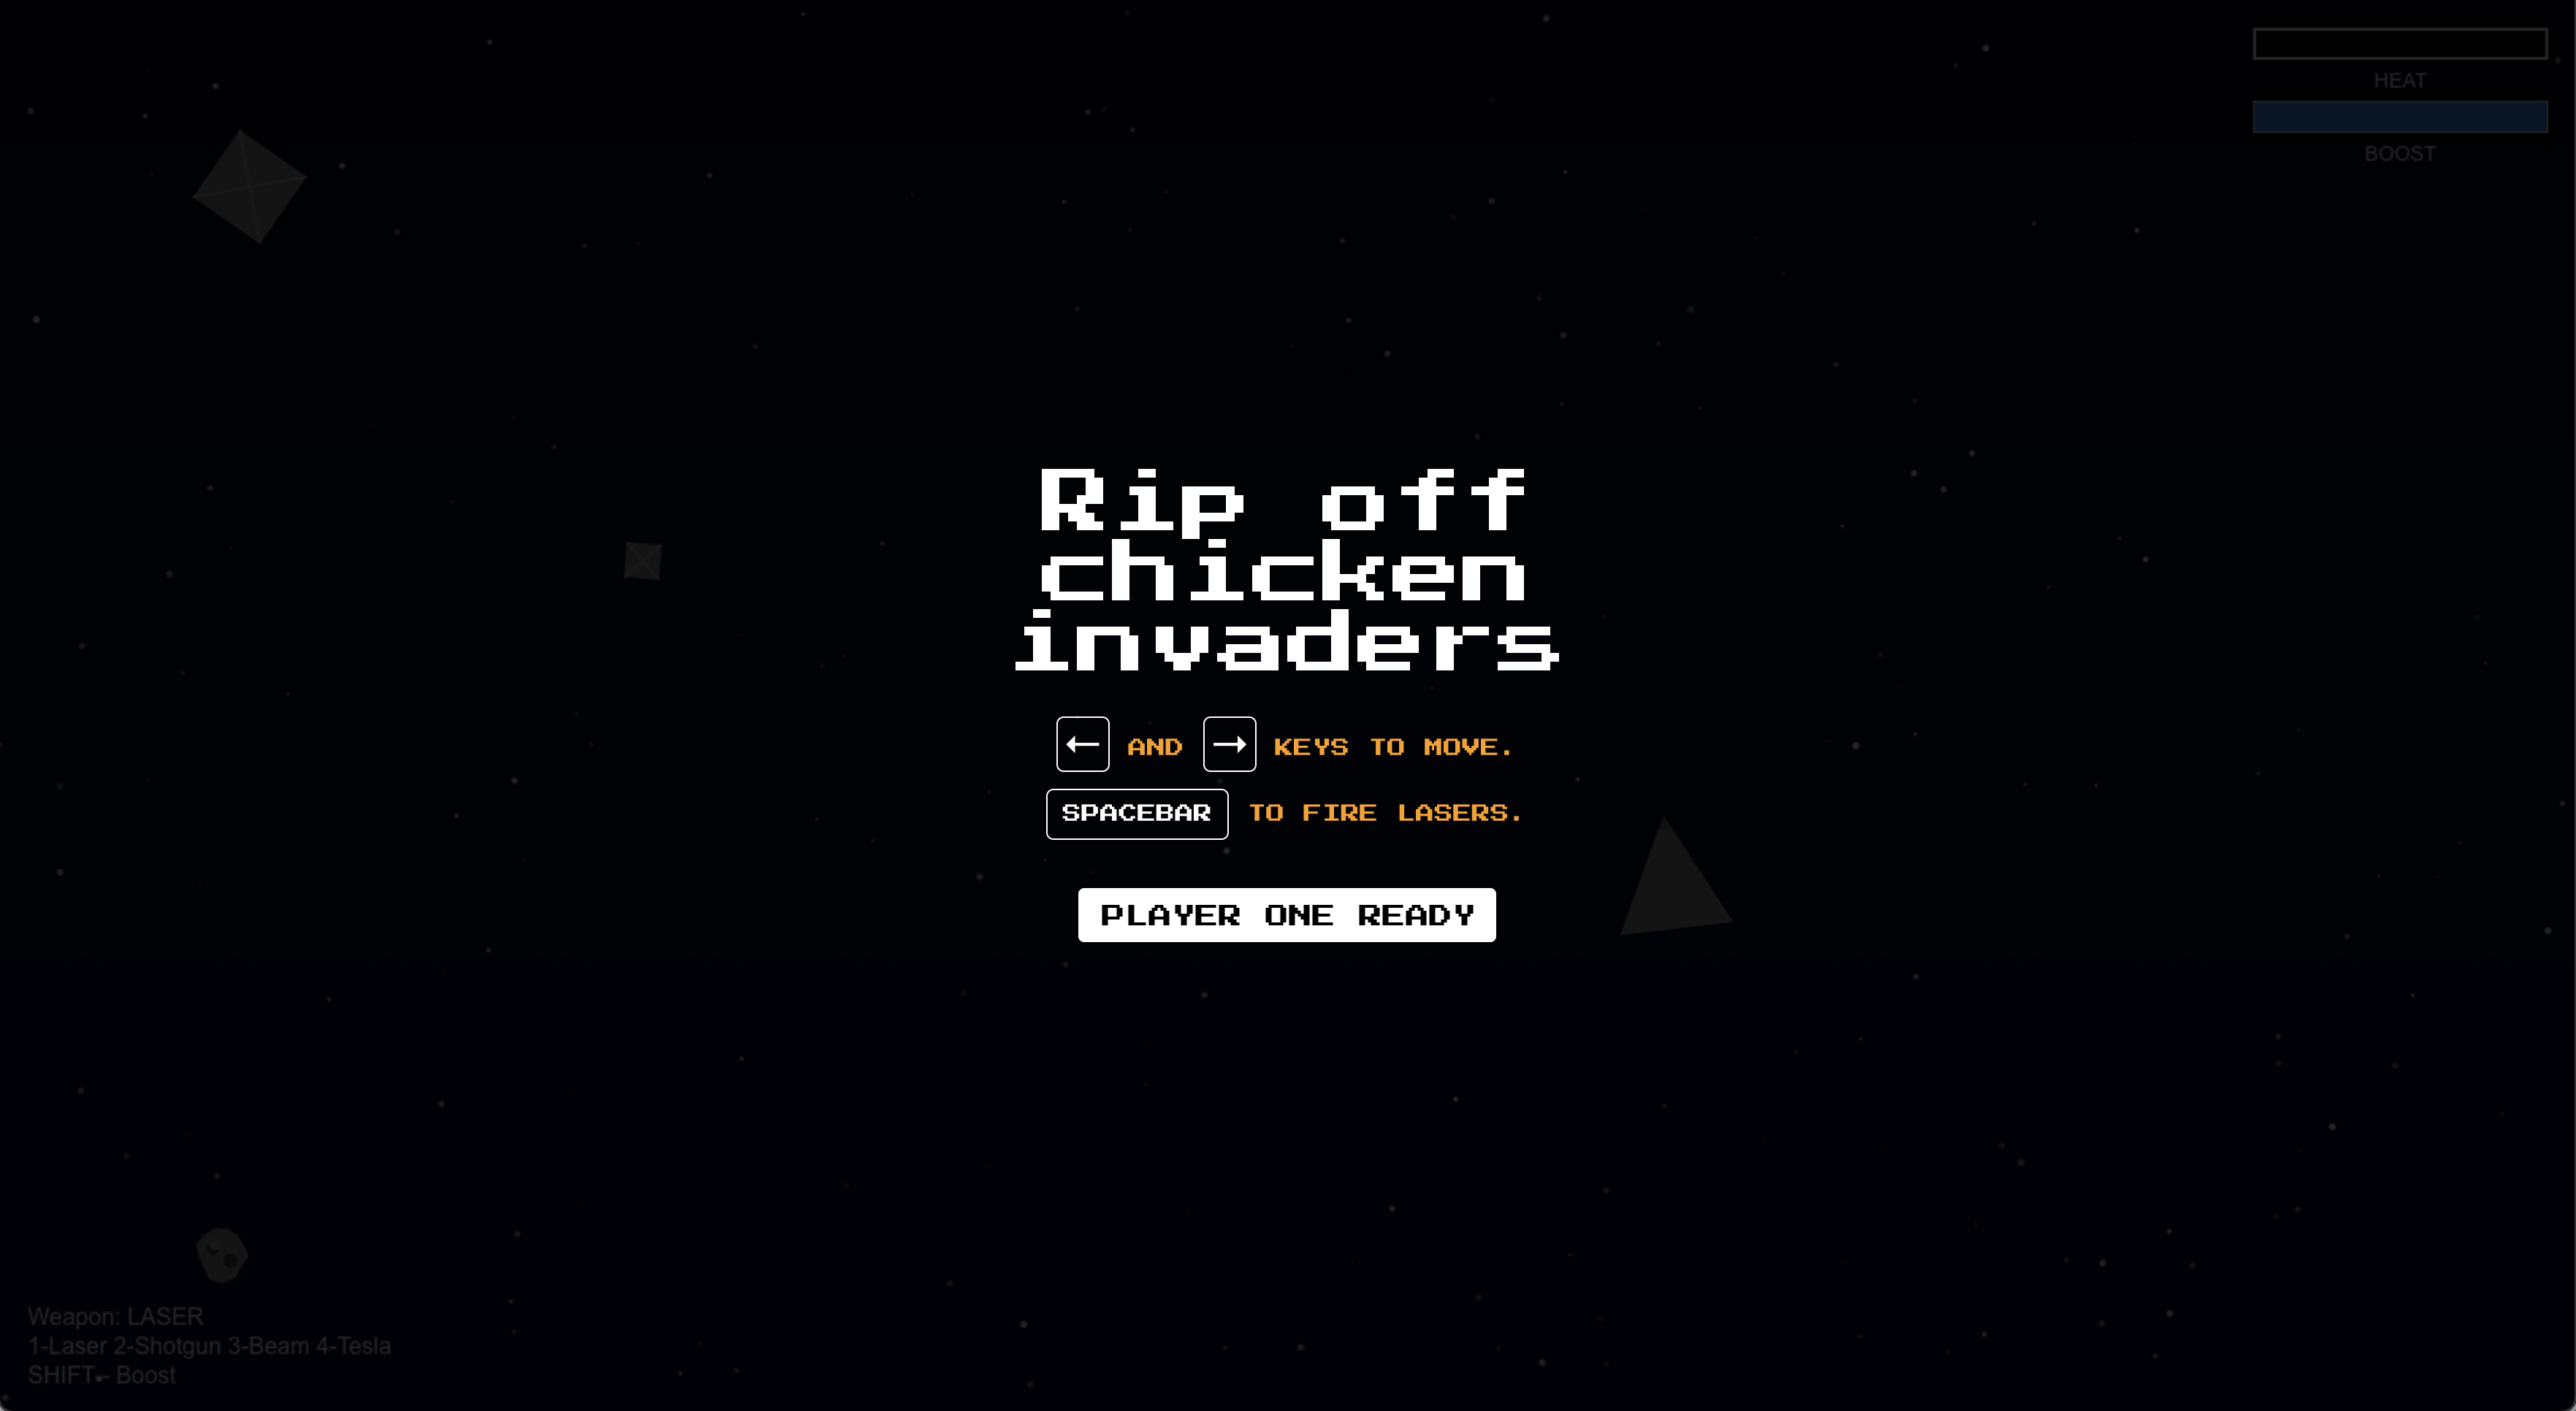 HEAT
BOOST
Rip off
chicken
invaders
← AND → KEYS TO MOVE.
SPACEBAR TO FIRE LASERS.
PLAYER ONE READY
Weapon: LASER
1-Laser 2-Shotgun 3-Beam 4-Tesla
SHIFT - Boost